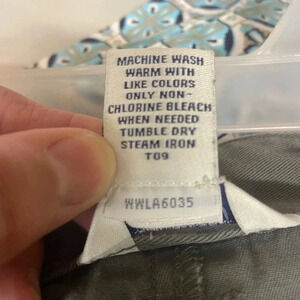 MACHINE WASH
WARM WITH
LIKE COLORS
ONLY NON-
CHLORINE BLEACH
WHEN NEEDED
TUMBLE DRY
STEAM IRON
T09
WWLA6035